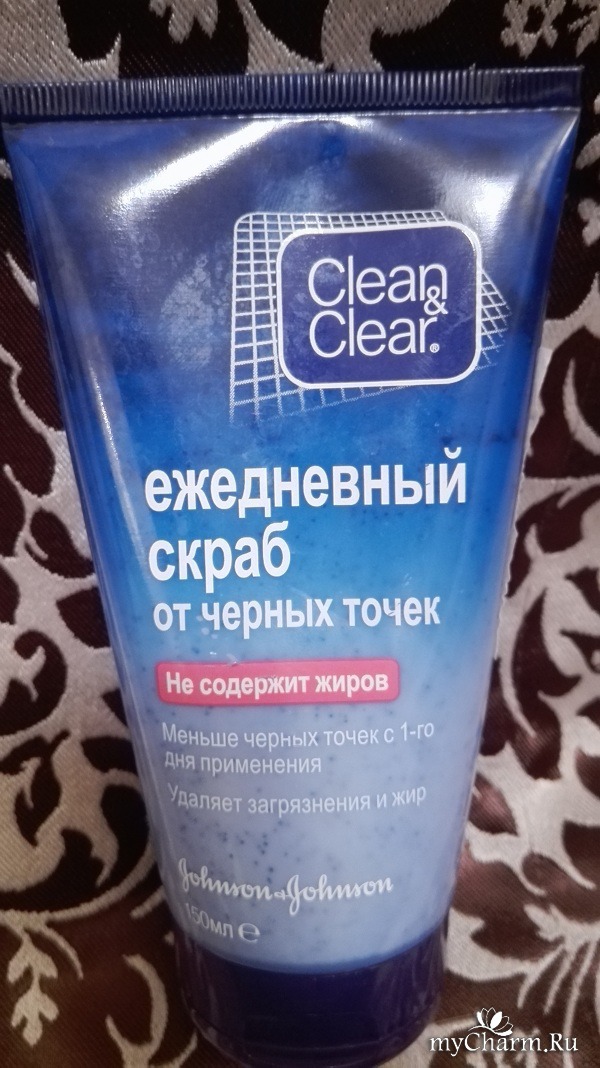 Clean
&
Clear®
ежедневный
скраб
от черных точек
Не содержит жиров
Меньше черных точек с 1-го
дня применения
Удаляет загрязнения и жир
Johnson & Johnson
150мл ℮
myCharm.Ru